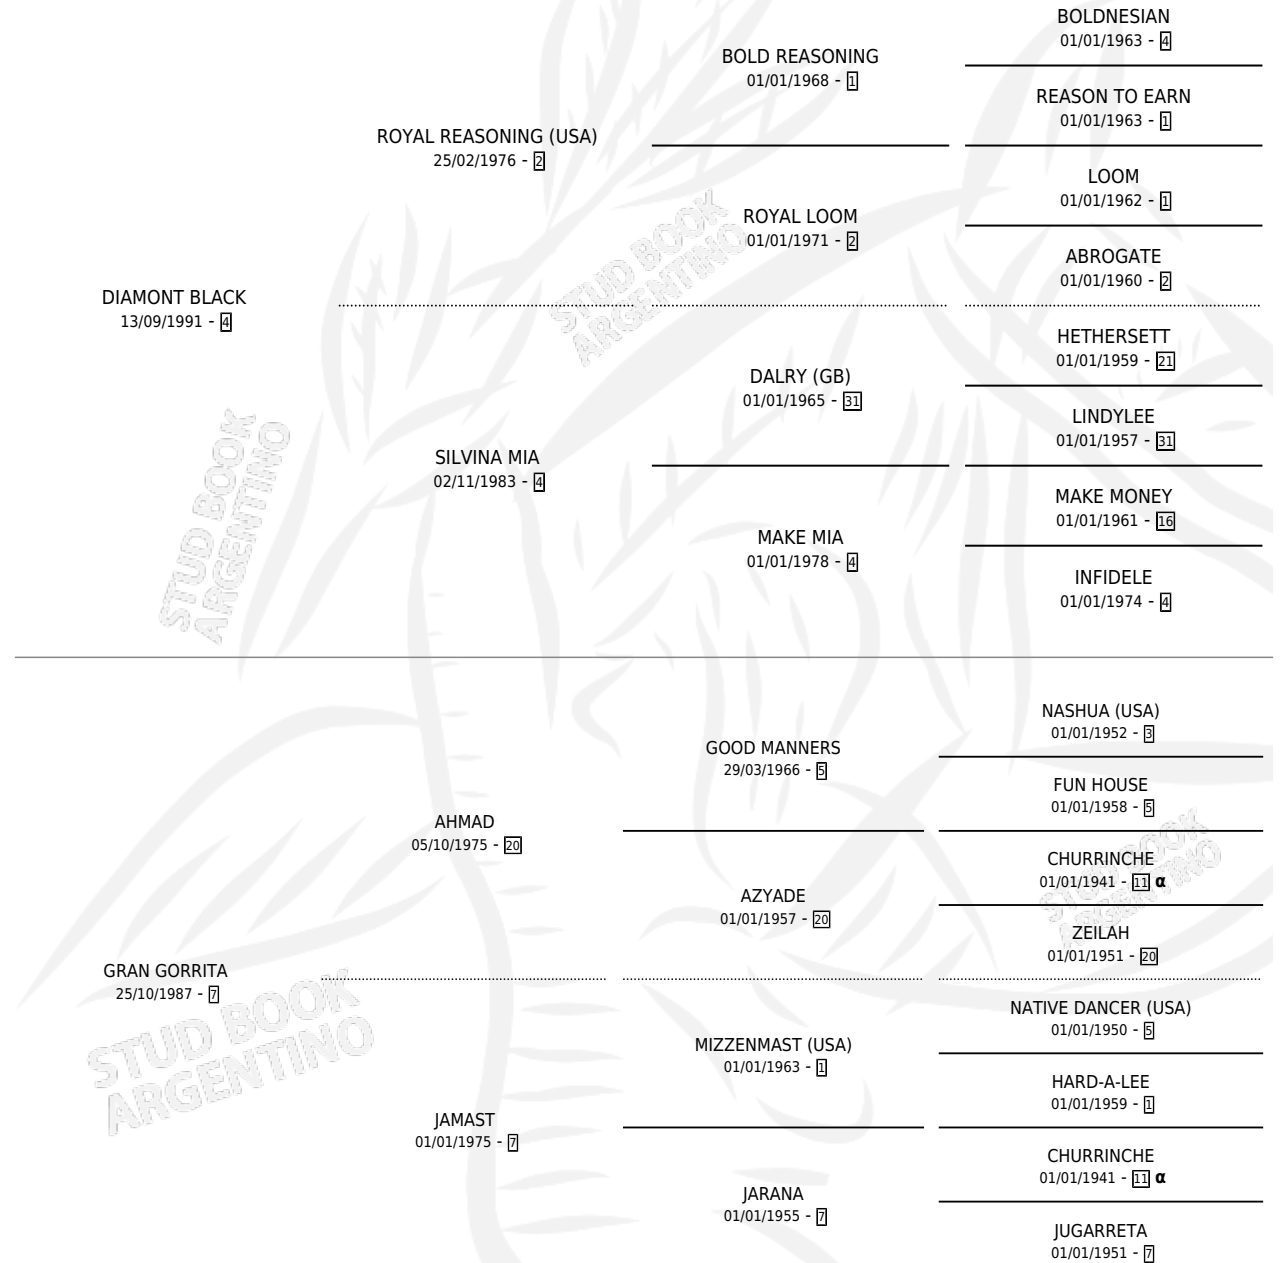 BOLDNESIAN
01/01/1963 - 4
BOLD REASONING
01/01/1968 - 1
REASON TO EARN
01/01/1963 - 1
ROYAL REASONING (USA)
25/02/1976 - 2
LOOM
01/01/1962 - 1
ROYAL LOOM
01/01/1971 - 2
ABROGATE
01/01/1960 - 2
DIAMONT BLACK
13/09/1991 - 4
HETHERSETT
01/01/1959 - 21
DALRY (GB)
01/01/1965 - 31
LINDYLEE
01/01/1957 - 31
SILVINA MIA
02/11/1983 - 4
MAKE MONEY
01/01/1961 - 16
MAKE MIA
01/01/1978 - 4
INFIDELE
01/01/1974 - 4
NASHUA (USA)
01/01/1952 - 3
GOOD MANNERS
29/03/1966 - 5
FUN HOUSE
01/01/1958 - 5
AHMAD
05/10/1975 - 20
CHURRINCHE
01/01/1941 - 11 α
AZYADE
01/01/1957 - 20
ZEILAH
01/01/1951 - 20
GRAN GORRITA
25/10/1987 - 7
NATIVE DANCER (USA)
01/01/1950 - 5
MIZZENMAST (USA)
01/01/1963 - 1
HARD-A-LEE
01/01/1959 - 1
JAMAST
01/01/1975 - 7
CHURRINCHE
01/01/1941 - 11 α
JARANA
01/01/1955 - 7
JUGARRETA
01/01/1951 - 7
STUD BOOK
ARGENTINO
STUD BOOK
ARGENTINO
STUD BOOK
ARGENTINO
STUD BOOK
ARGENTINO